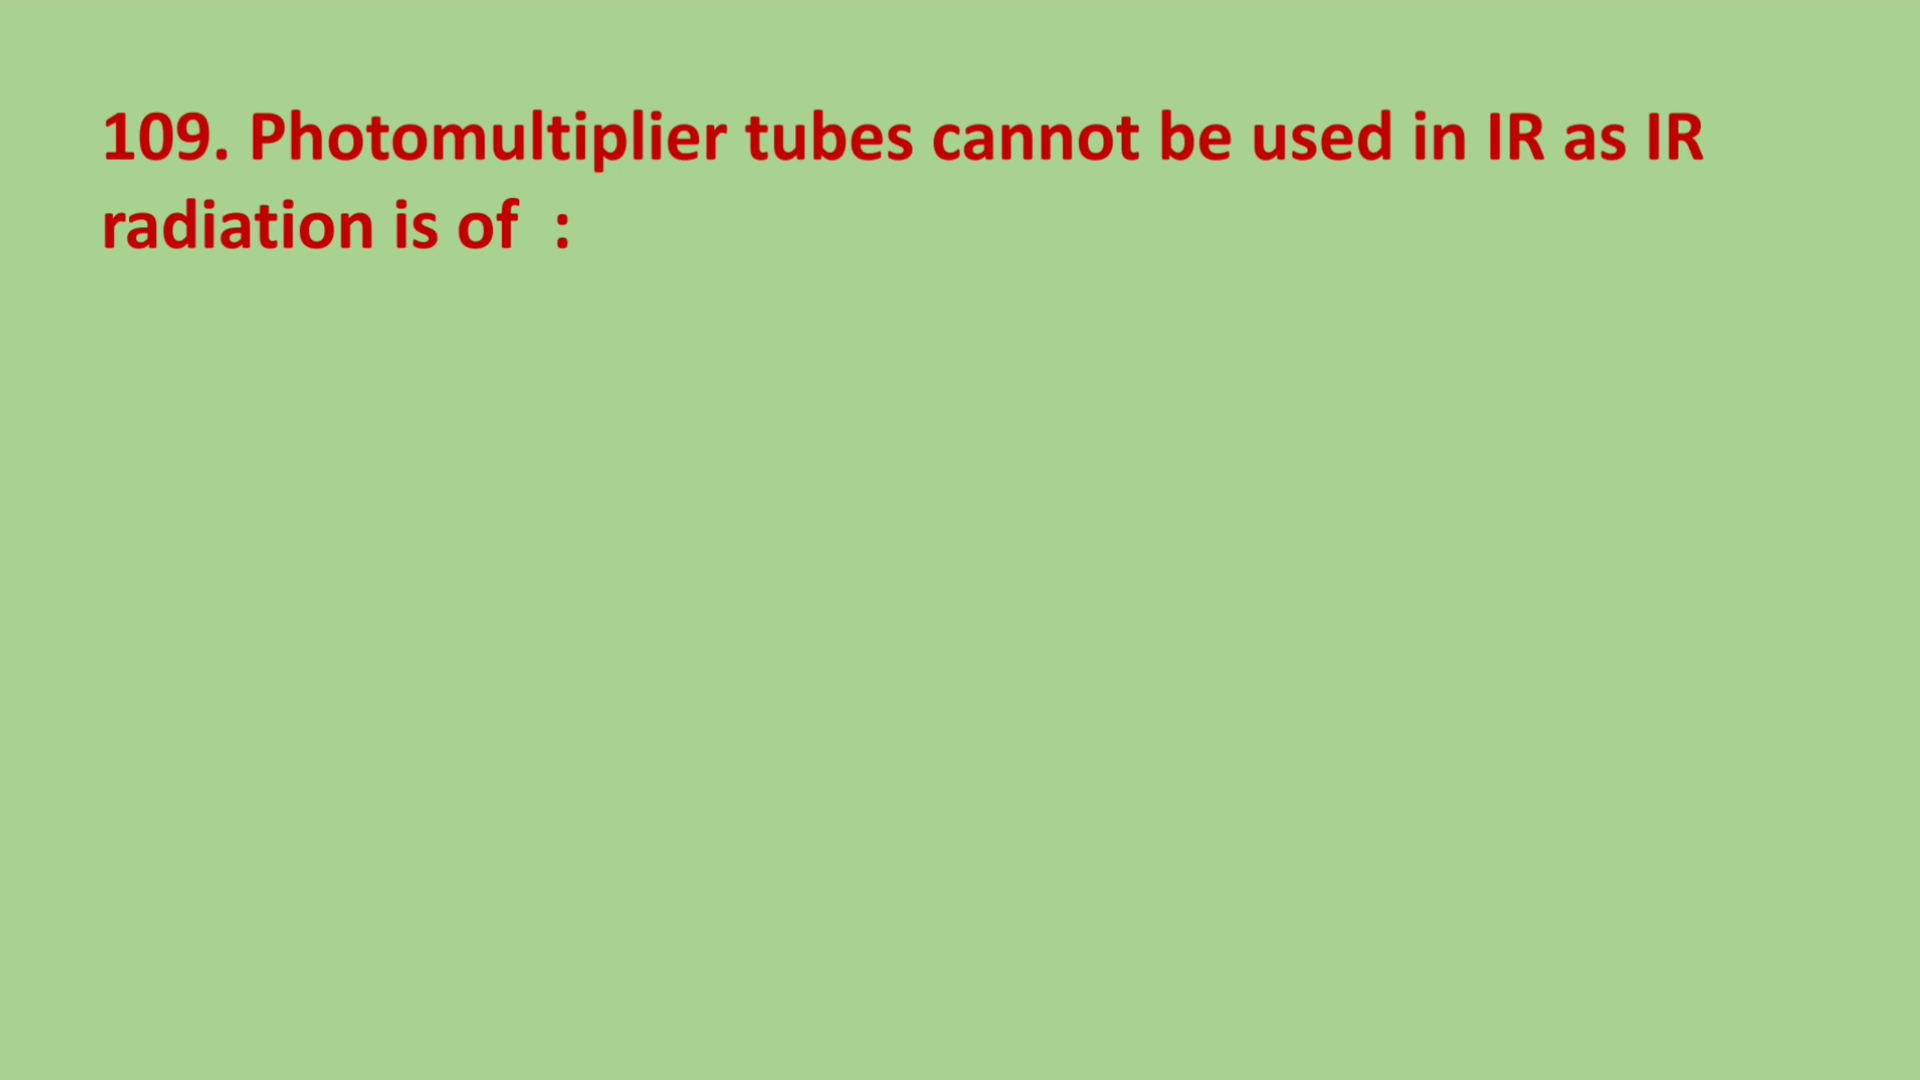 109. Photomultiplier tubes cannot be used in IR as IR
radiation is of  :